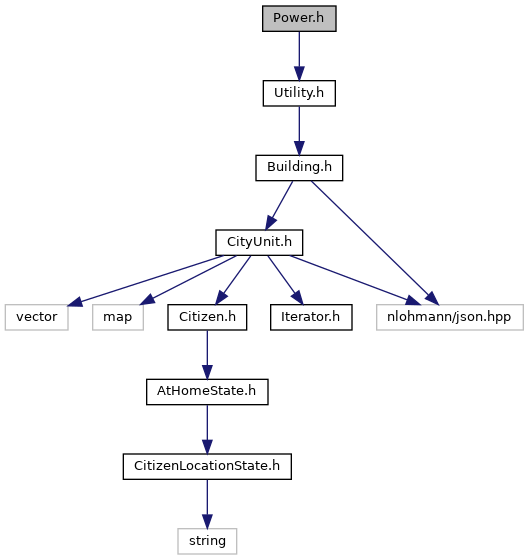 Power.h
Utility.h
Building.h
CityUnit.h
vector
map
Citizen.h
Iterator.h
nlohmann/json.hpp
AtHomeState.h
CitizenLocationState.h
string